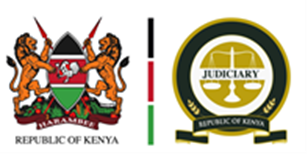 HARAMBEE
REPUBLIC OF KENYA
JUDICIARY
REPUBLIC OF KENYA